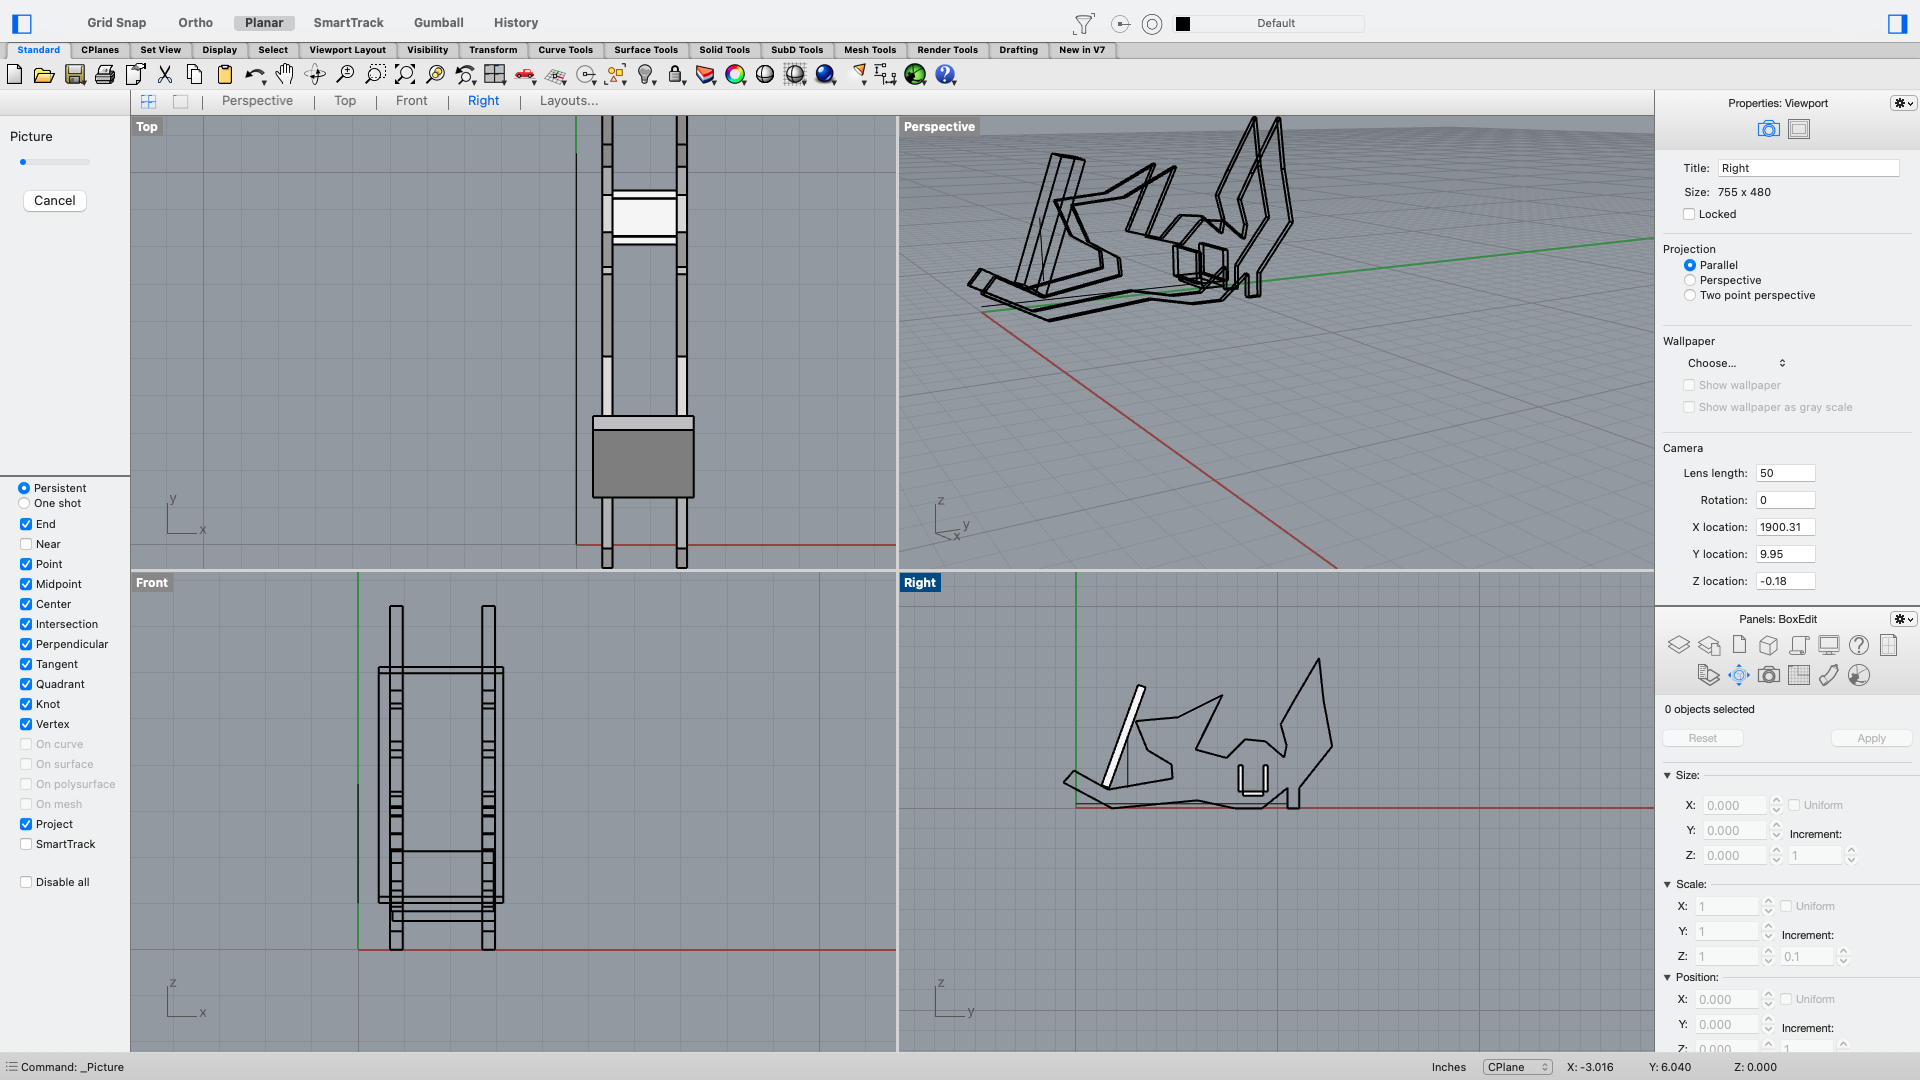 Grid Snap Ortho Planar SmartTrack Gumball History Default
Standard CPlanes Set View Display Select Viewport Layout Visibility Transform Curve Tools Surface Tools Solid Tools SubD Tools Mesh Tools Render Tools Drafting New in V7
Perspective Top Front Right Layouts...
Picture
Cancel
Persistent
One shot
End
Near
Point
Midpoint
Center
Intersection
Perpendicular
Tangent
Quadrant
Knot
Vertex
On curve
On surface
On polysurface
On mesh
Project
SmartTrack
Disable all
Top
y
x
Perspective
z
y
x
Front
z
x
Right
z
y
Properties: Viewport
Title: Right
Size: 755 x 480
Locked
Projection
Parallel
Perspective
Two point perspective
Wallpaper
Choose...
Show wallpaper
Show wallpaper as gray scale
Camera
Lens length: 50
Rotation: 0
X location: 1900.31
Y location: 9.95
Z location: -0.18
Panels: BoxEdit
0 objects selected
Reset Apply
Size:
X: 0.000 Uniform
Y: 0.000 Increment:
Z: 0.000 1
Scale:
X: 1 Uniform
Y: 1 Increment:
Z: 1 0.1
Position:
X: 0.000 Uniform
Y: 0.000 Increment:
Z: 0.000 1
Command: _Picture
Inches CPlane X: -3.016 Y: 6.040 Z: 0.000